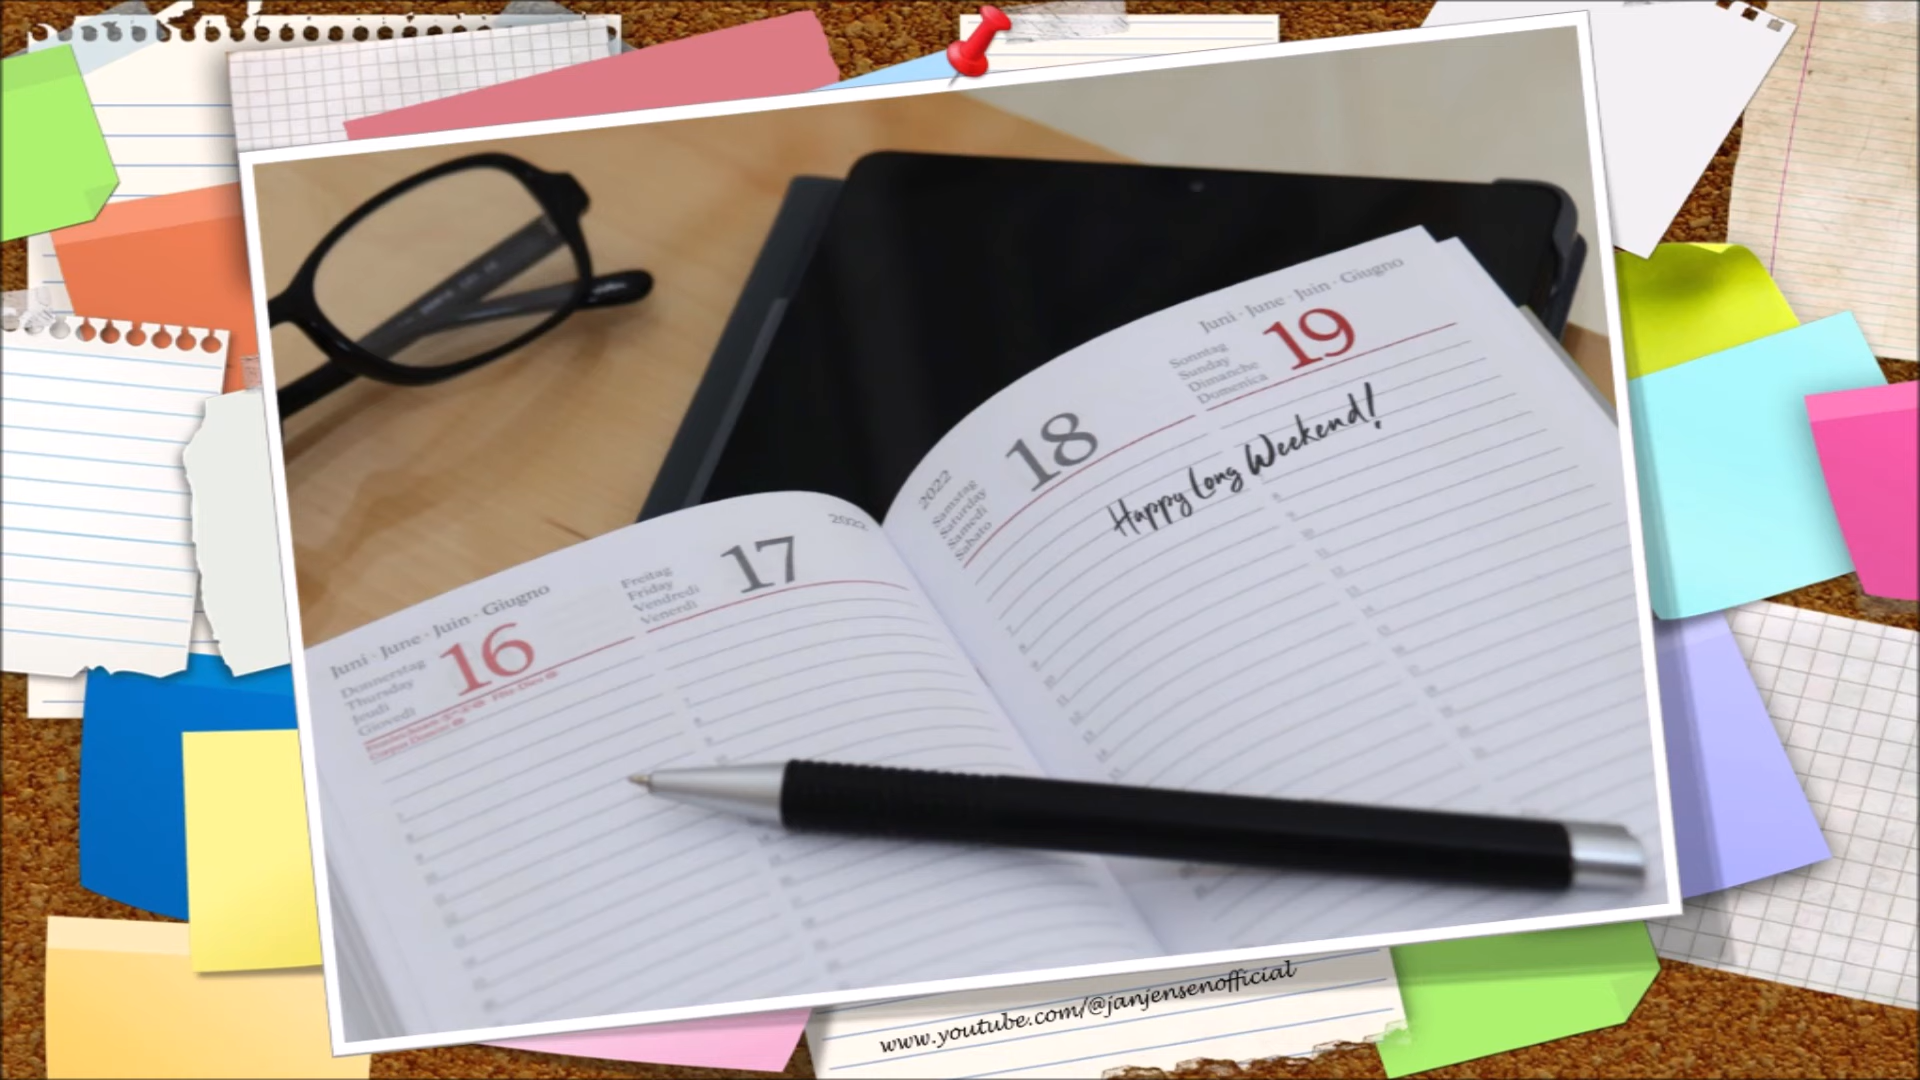 Juni · June · Juin · Giugno
Donnerstag
Thursday
Jeudi
Giovedì
16
Freitag
Friday
Vendredi
Venerdì
17
2022
2022
Samstag
Saturday
Samedi
Sabato
18
Juni · June · Juin · Giugno
Sonntag
Sunday
Dimanche
Domenica
19
Happy Long Weekend!
www.youtube.com/@janjensenofficial